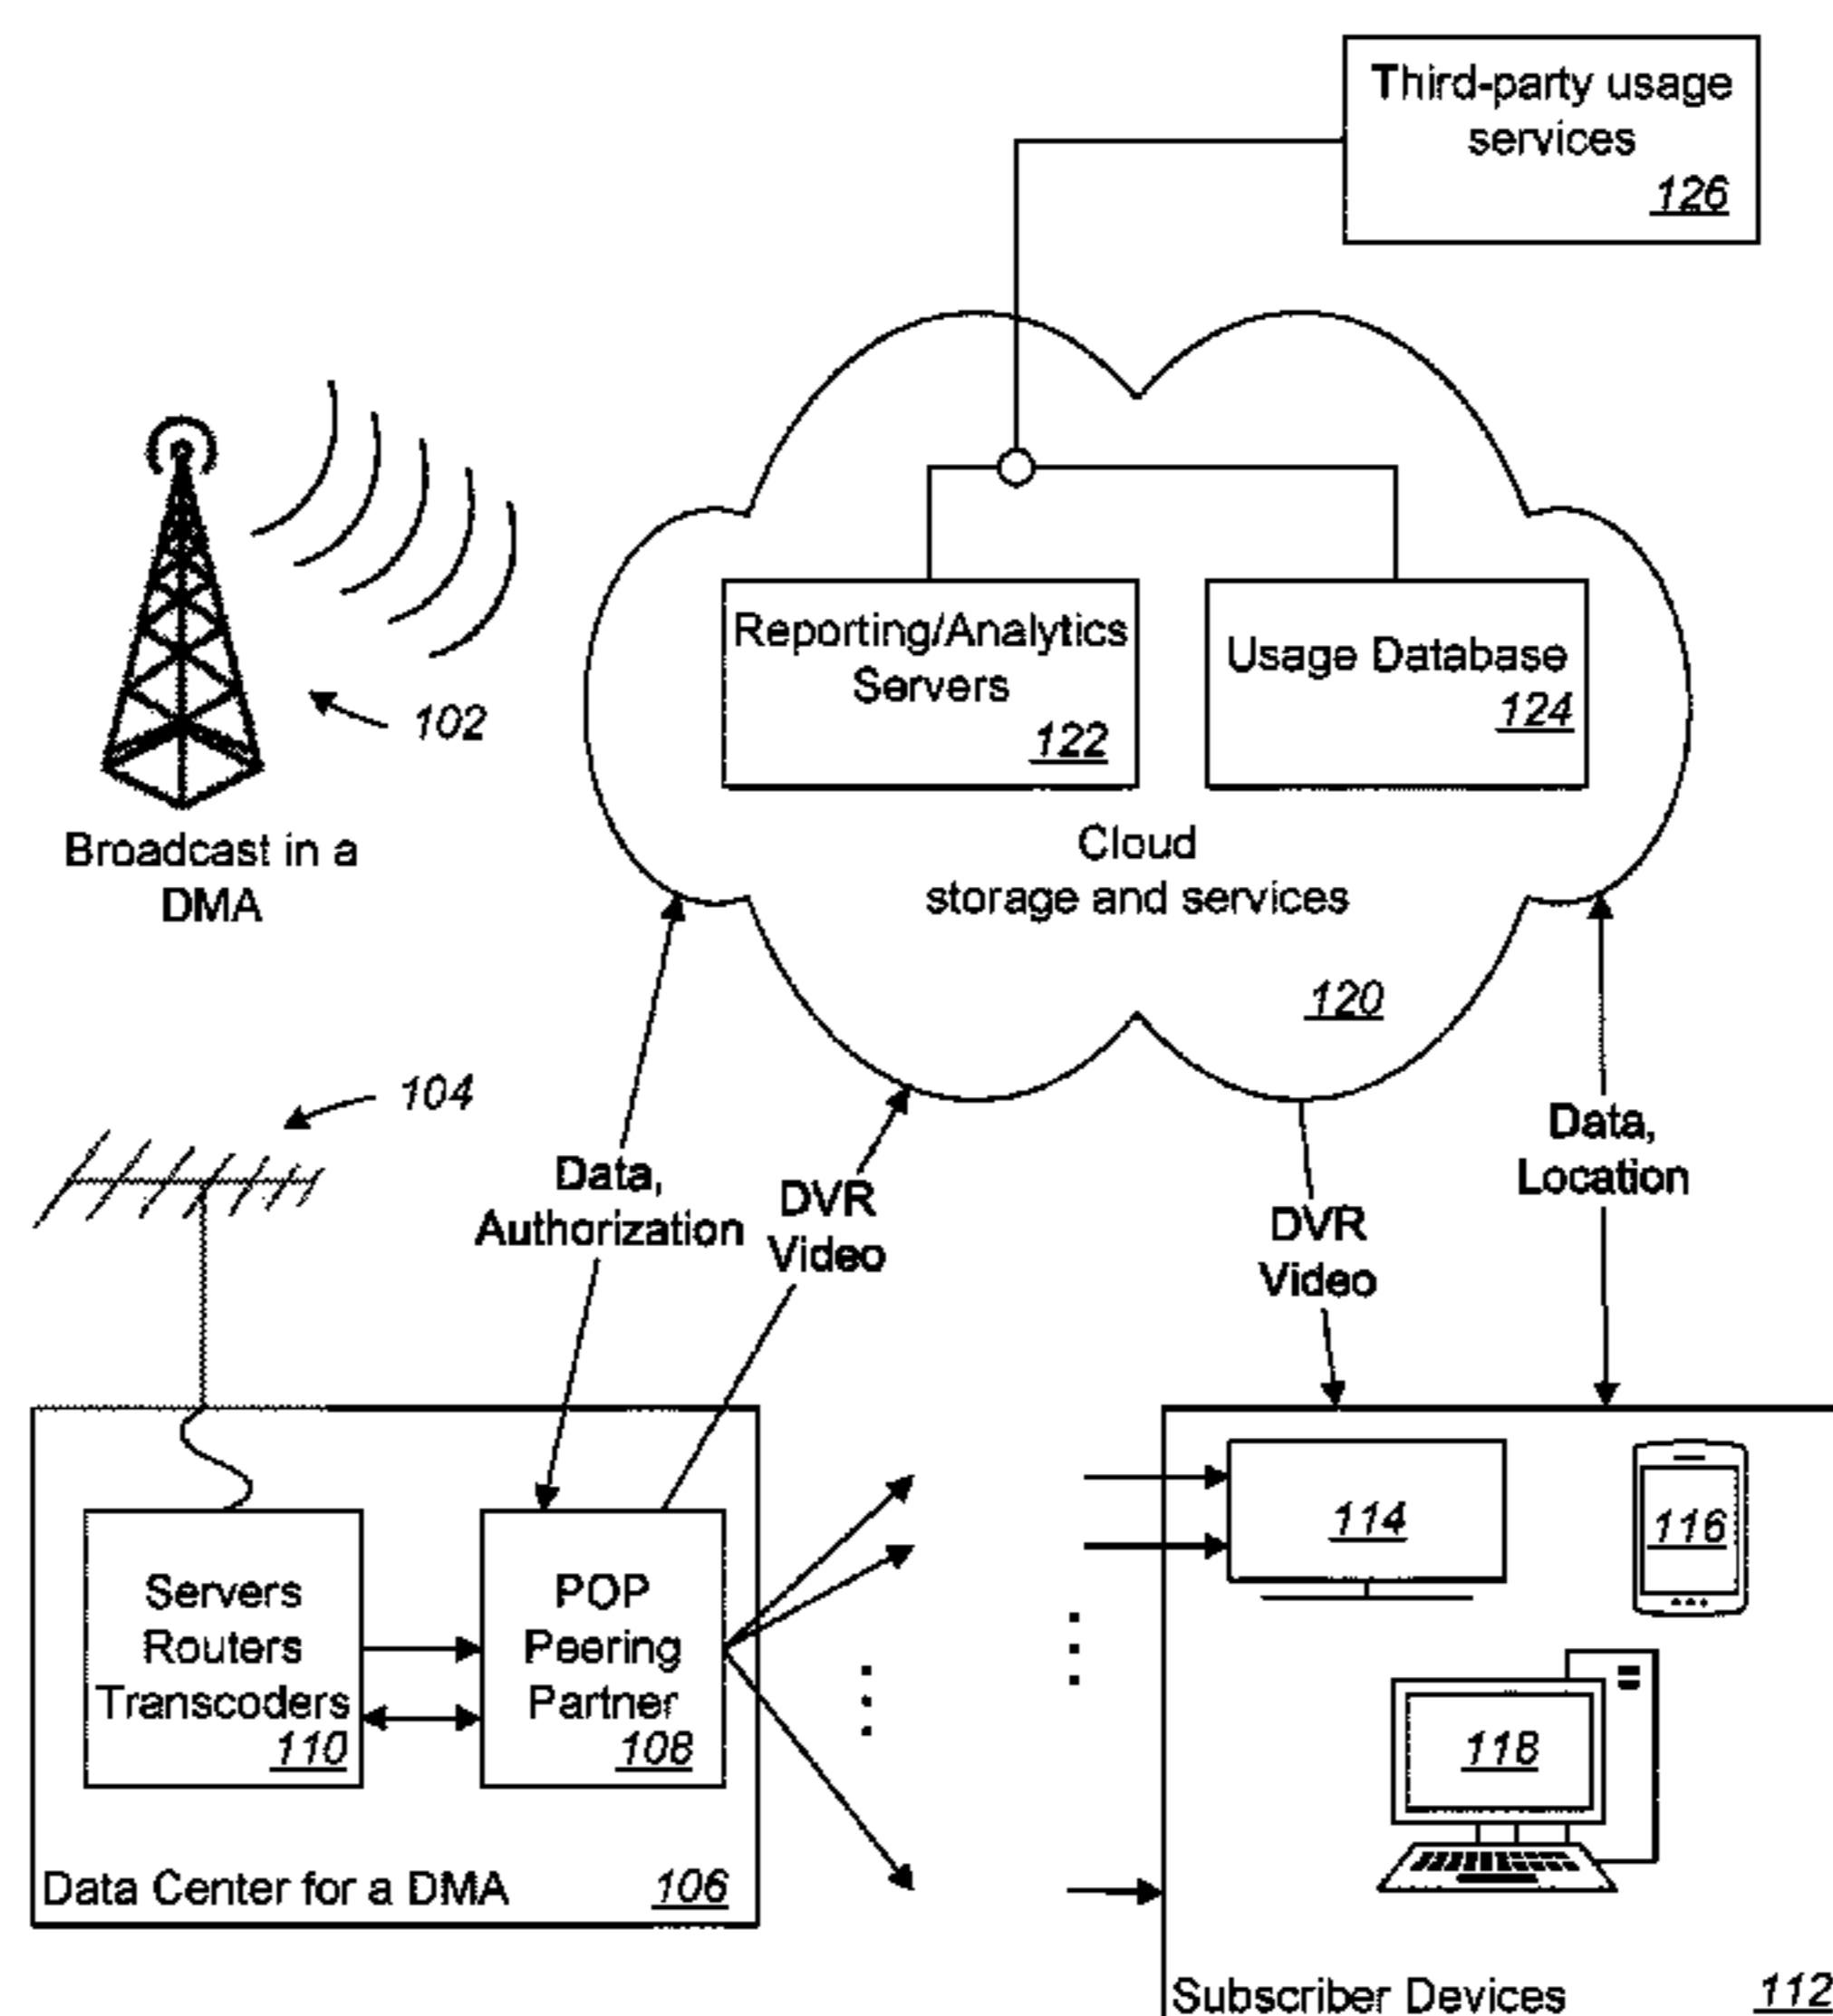 Third-party usage
services
126
Reporting/Analytics
Servers
122
Usage Database
124
102
Broadcast in a
DMA
Cloud
storage and services
120
104
Data,
Authorization
DVR
Video
DVR
Video
Data,
Location
Servers
Routers
Transcoders
110
POP
Peering
Partner
108
114
116
118
Data Center for a DMA
106
Subscriber Devices
112